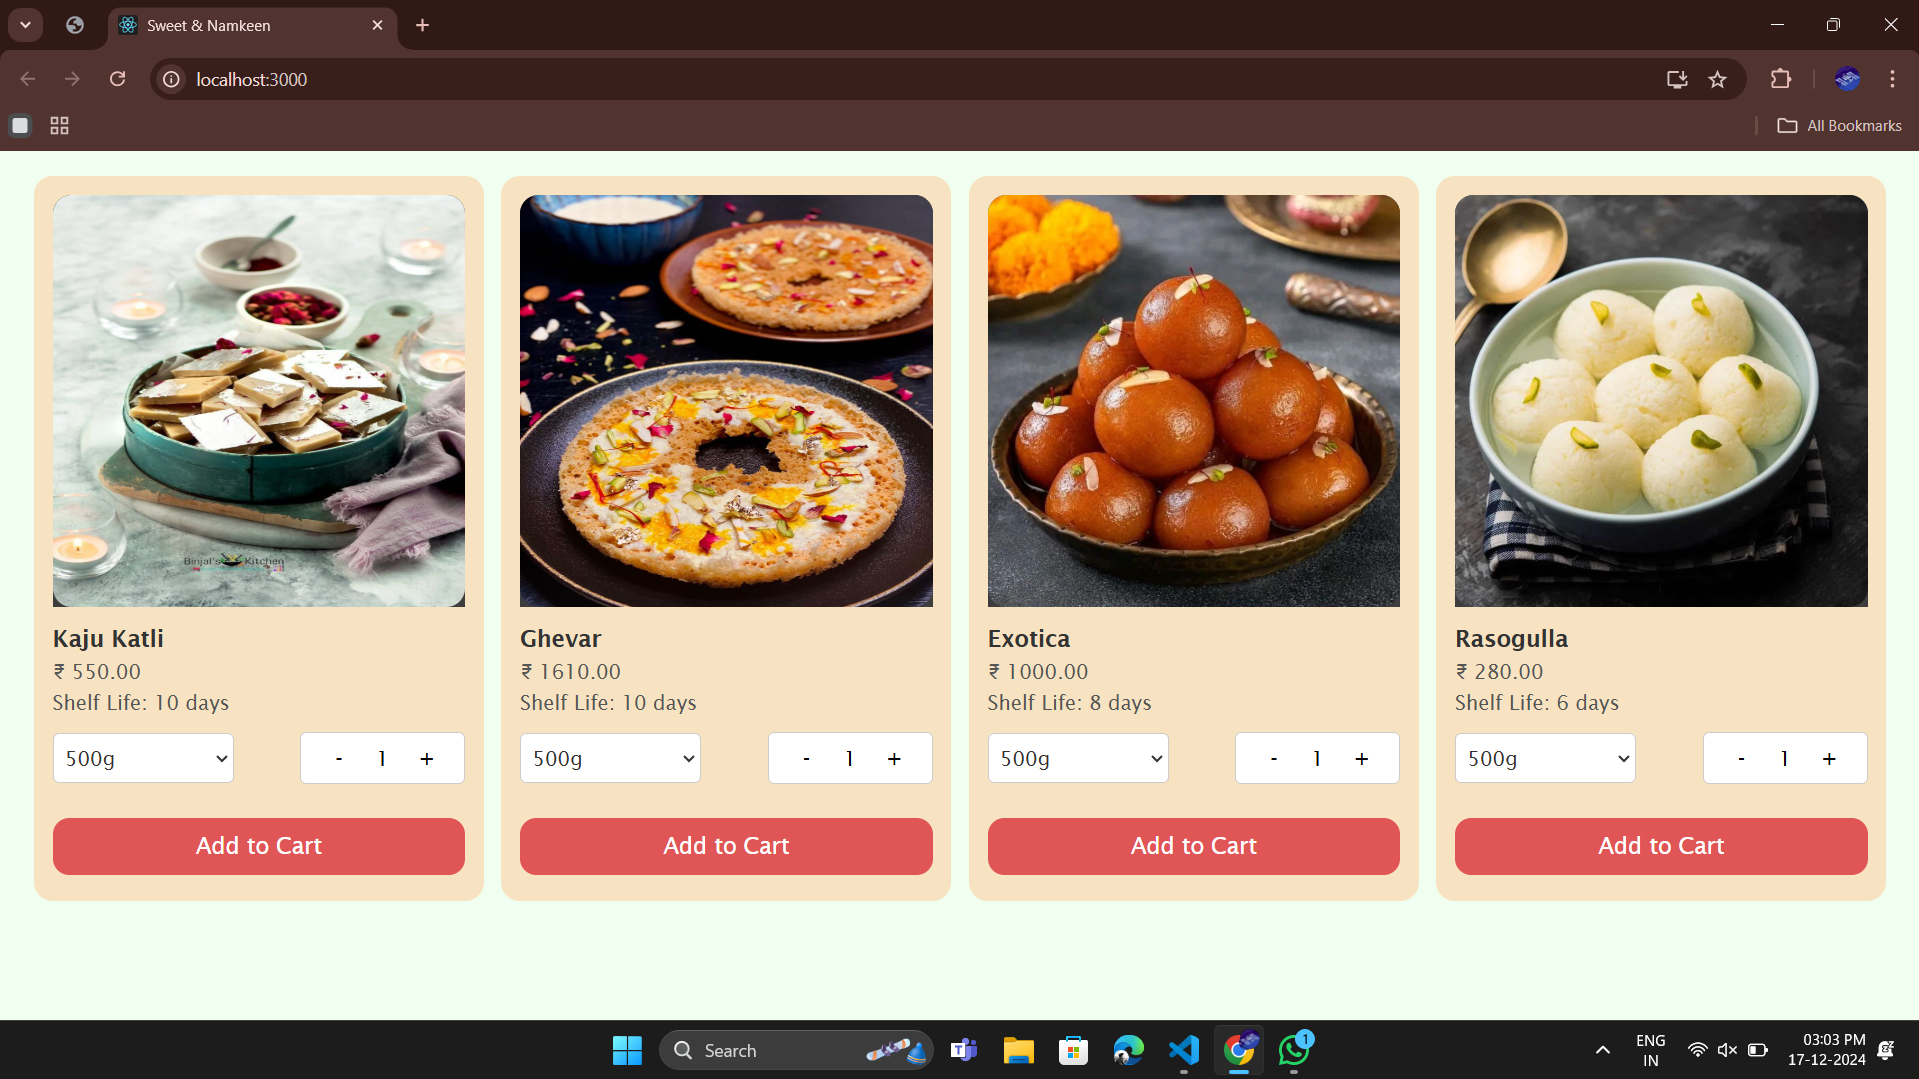 Sweet & Namkeen
localhost:3000
All Bookmarks
Binjal's Kitchen
Kaju Katli
₹ 550.00
Shelf Life: 10 days
500g
- 1 +
Add to Cart
Ghevar
₹ 1610.00
Shelf Life: 10 days
500g
- 1 +
Add to Cart
Exotica
₹ 1000.00
Shelf Life: 8 days
500g
- 1 +
Add to Cart
Rasogulla
₹ 280.00
Shelf Life: 6 days
500g
- 1 +
Add to Cart
Search
1
ENG
IN
03:03 PM
17-12-2024